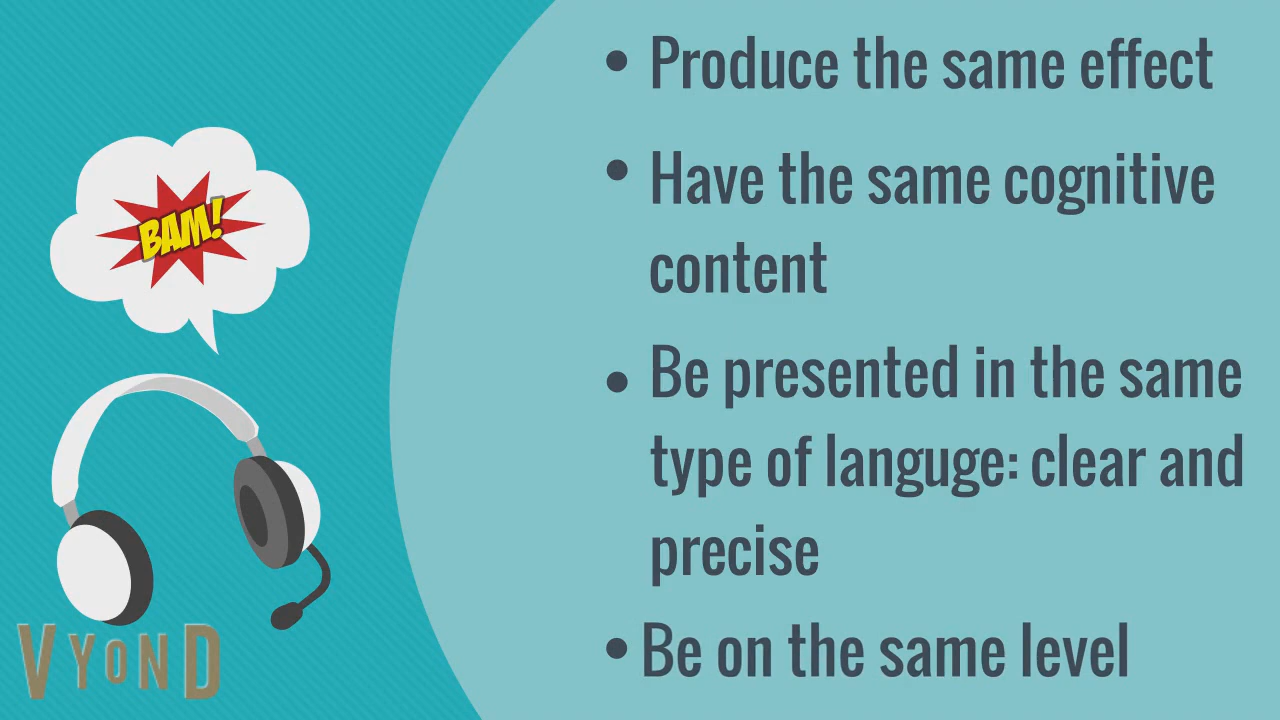 • Produce the same effect
• Have the same cognitive
content
• Be presented in the same
type of languge: clear and
precise
• Be on the same level
BAM!
VYOND